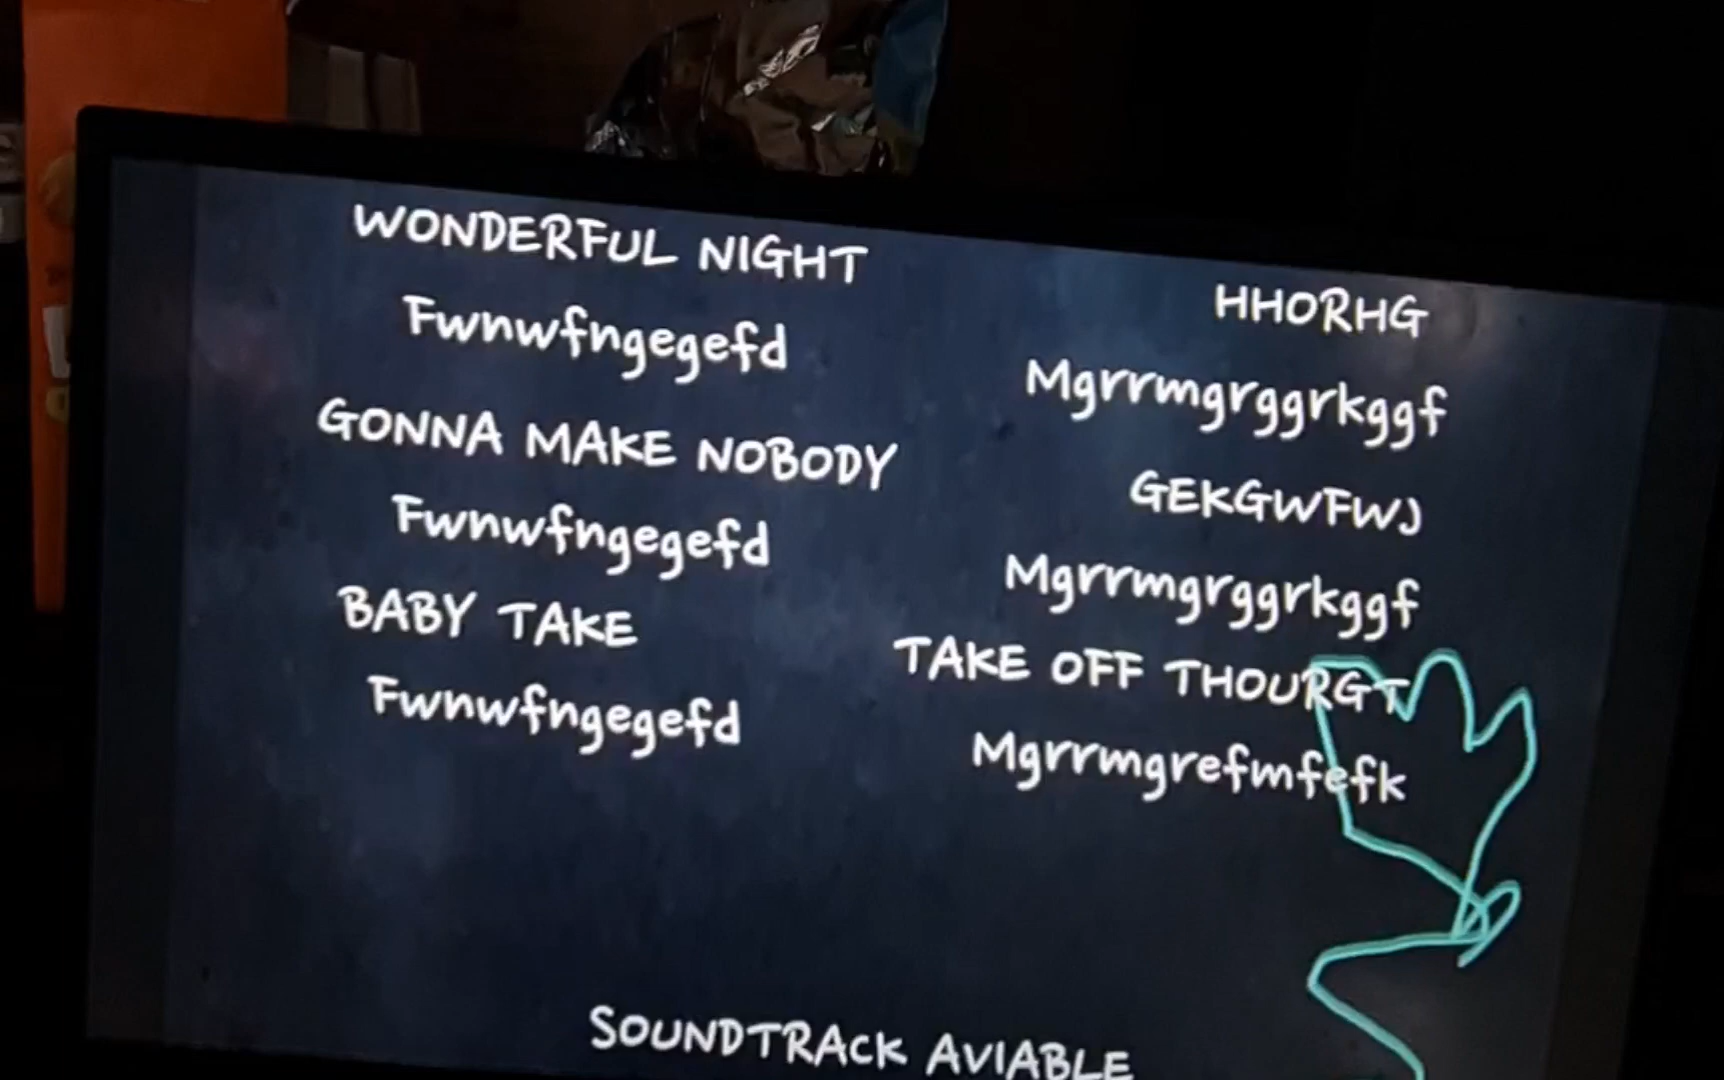 WONDERFUL NIGHT
Fwnwfngegefd
GONNA MAKE NOBODY
Fwnwfngegefd
BABY TAKE
Fwnwfngegefd
HHORHG
Mgrrmgrggrkggf
GEKGWFWJ
Mgrrmgrggrkggf
TAKE OFF THOURGT
Mgrrmgrefmfefk
SOUNDTRACK AVIABLE